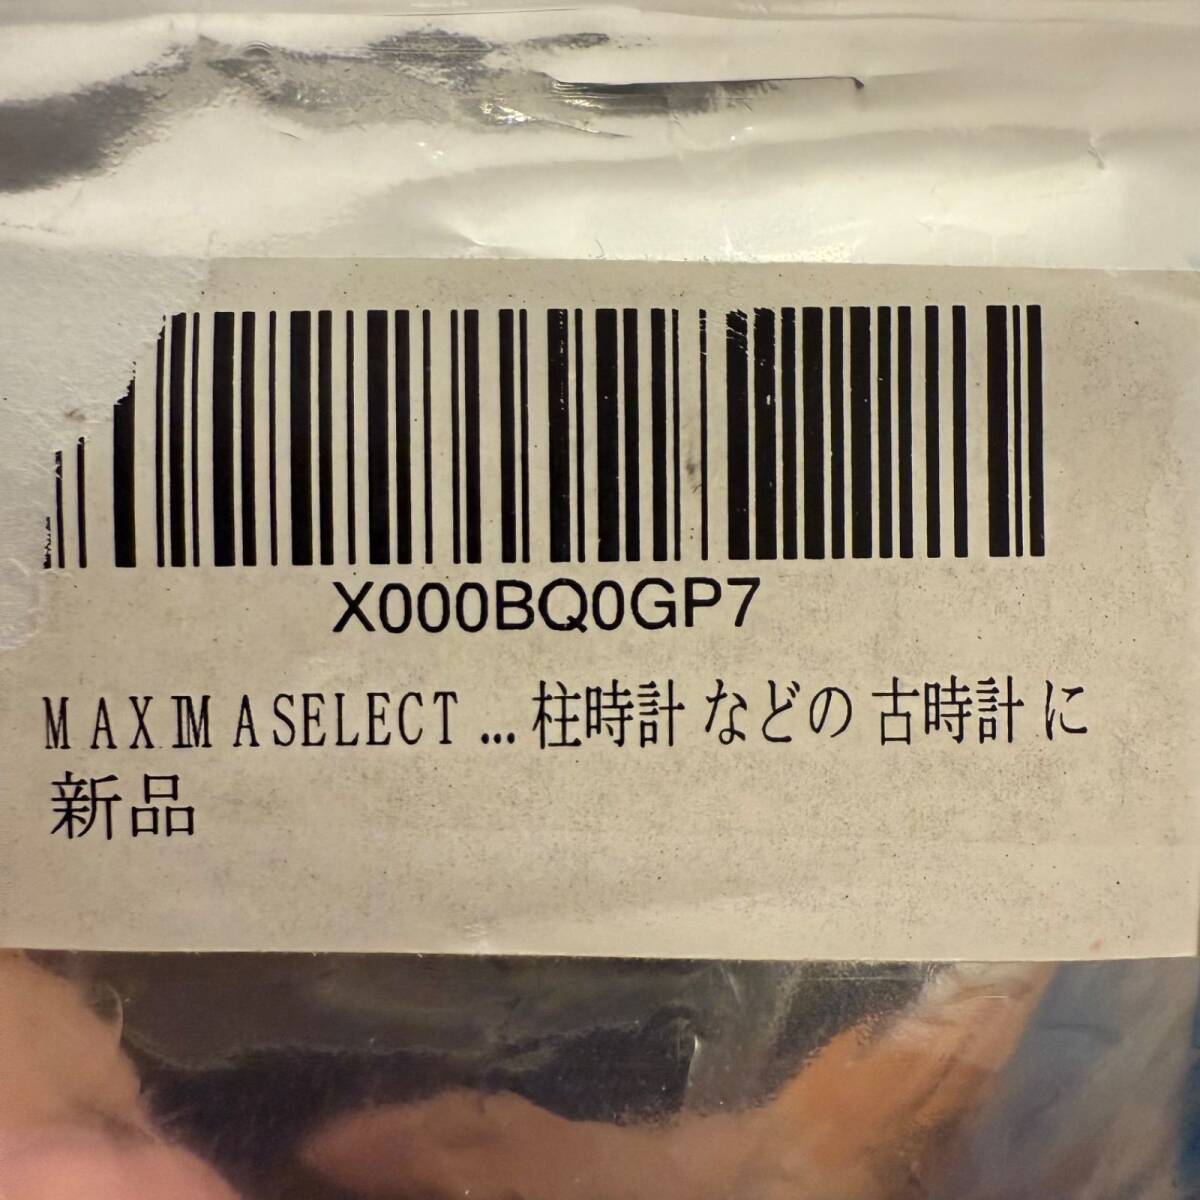 X000BQ0GP7
MAXIMASELECT ... 柱時計 などの 古時計 に
新品